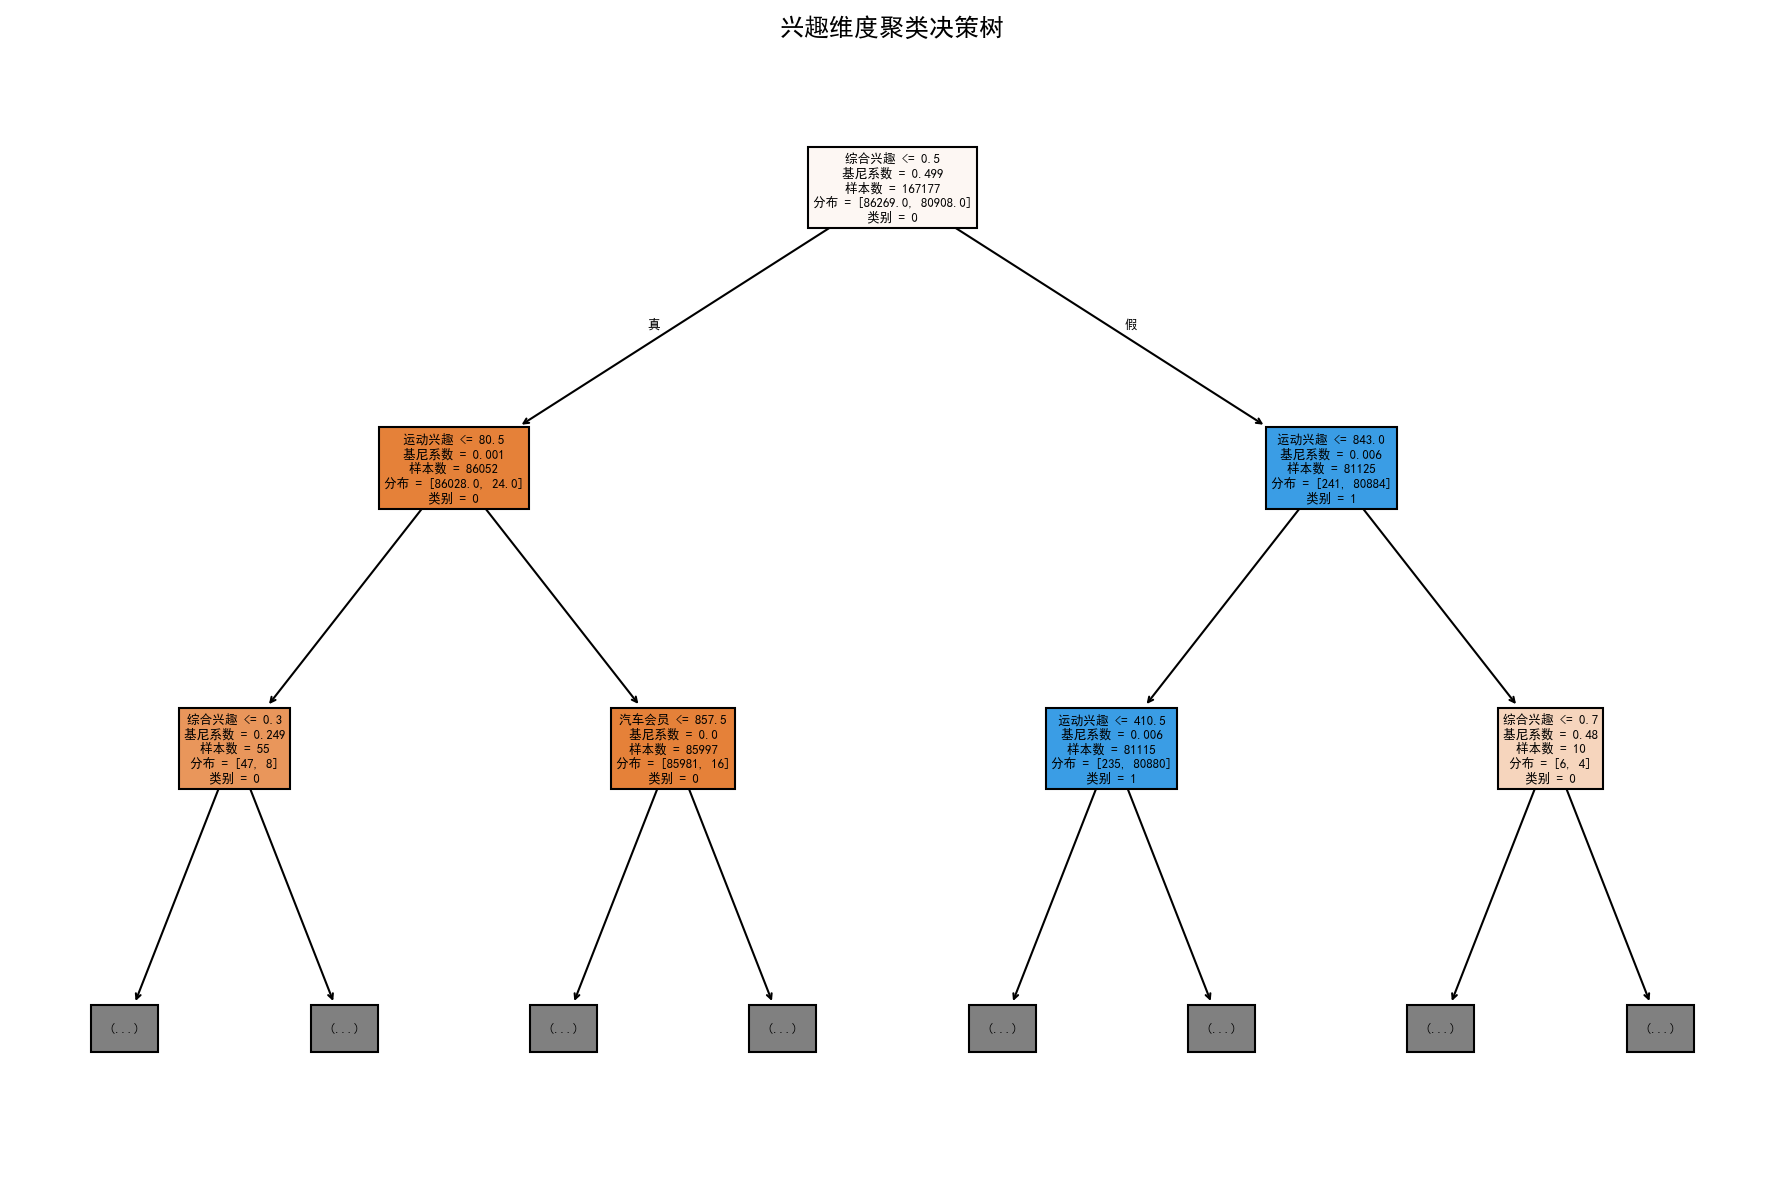 兴趣维度聚类决策树
综合兴趣 <= 0.5
基尼系数 = 0.499
样本数 = 167177
分布 = [86269.0, 80908.0]
类别 = 0
真
假
运动兴趣 <= 80.5
基尼系数 = 0.001
样本数 = 86052
分布 = [86028.0, 24.0]
类别 = 0
运动兴趣 <= 843.0
基尼系数 = 0.006
样本数 = 81125
分布 = [241, 80884]
类别 = 1
综合兴趣 <= 0.3
基尼系数 = 0.249
样本数 = 55
分布 = [47, 8]
类别 = 0
汽车会员 <= 857.5
基尼系数 = 0.0
样本数 = 85997
分布 = [85981, 16]
类别 = 0
运动兴趣 <= 410.5
基尼系数 = 0.006
样本数 = 81115
分布 = [235, 80880]
类别 = 1
综合兴趣 <= 0.7
基尼系数 = 0.48
样本数 = 10
分布 = [6, 4]
类别 = 0
(...)
(...)
(...)
(...)
(...)
(...)
(...)
(...)